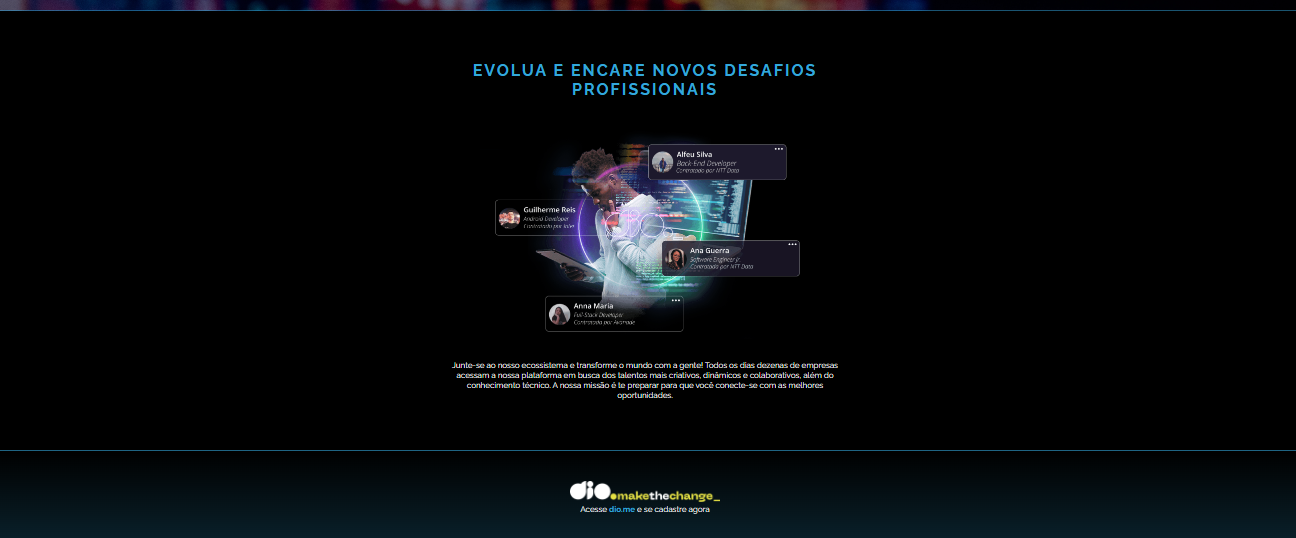 EVOLUA E ENCARE NOVOS DESAFIOS
PROFISSIONAIS
Alfeu Silva
Back-End Developer
Contratado por NTT Data
Guilherme Reis
Android Developer
Contratado por Inter
Ana Guerra
Software Engineer Jr
Contratada por NTT Data
Anna Maria
Full-Stack Developer
Contratada por Avanade
Junte-se ao nosso ecossistema e transforme o mundo com a gente! Todos os dias dezenas de empresas
acessam a nossa plataforma em busca dos talentos mais criativos, dinâmicos e colaborativos, além do
conhecimento técnico. A nossa missão é te preparar para que você conecte-se com as melhores
oportunidades.
dio.makethechange_
Acesse dio.me e se cadastre agora